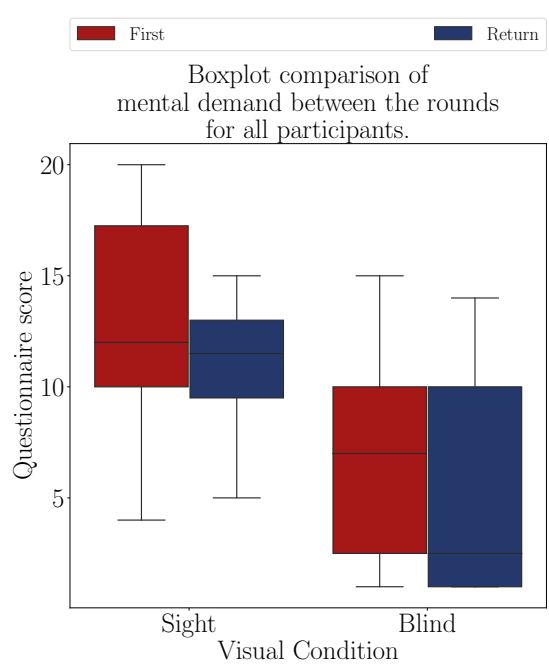 First
Return
Boxplot comparison of
mental demand between the rounds
for all participants.
20
15
10
5
Questionnaire score
Sight
Blind
Visual Condition